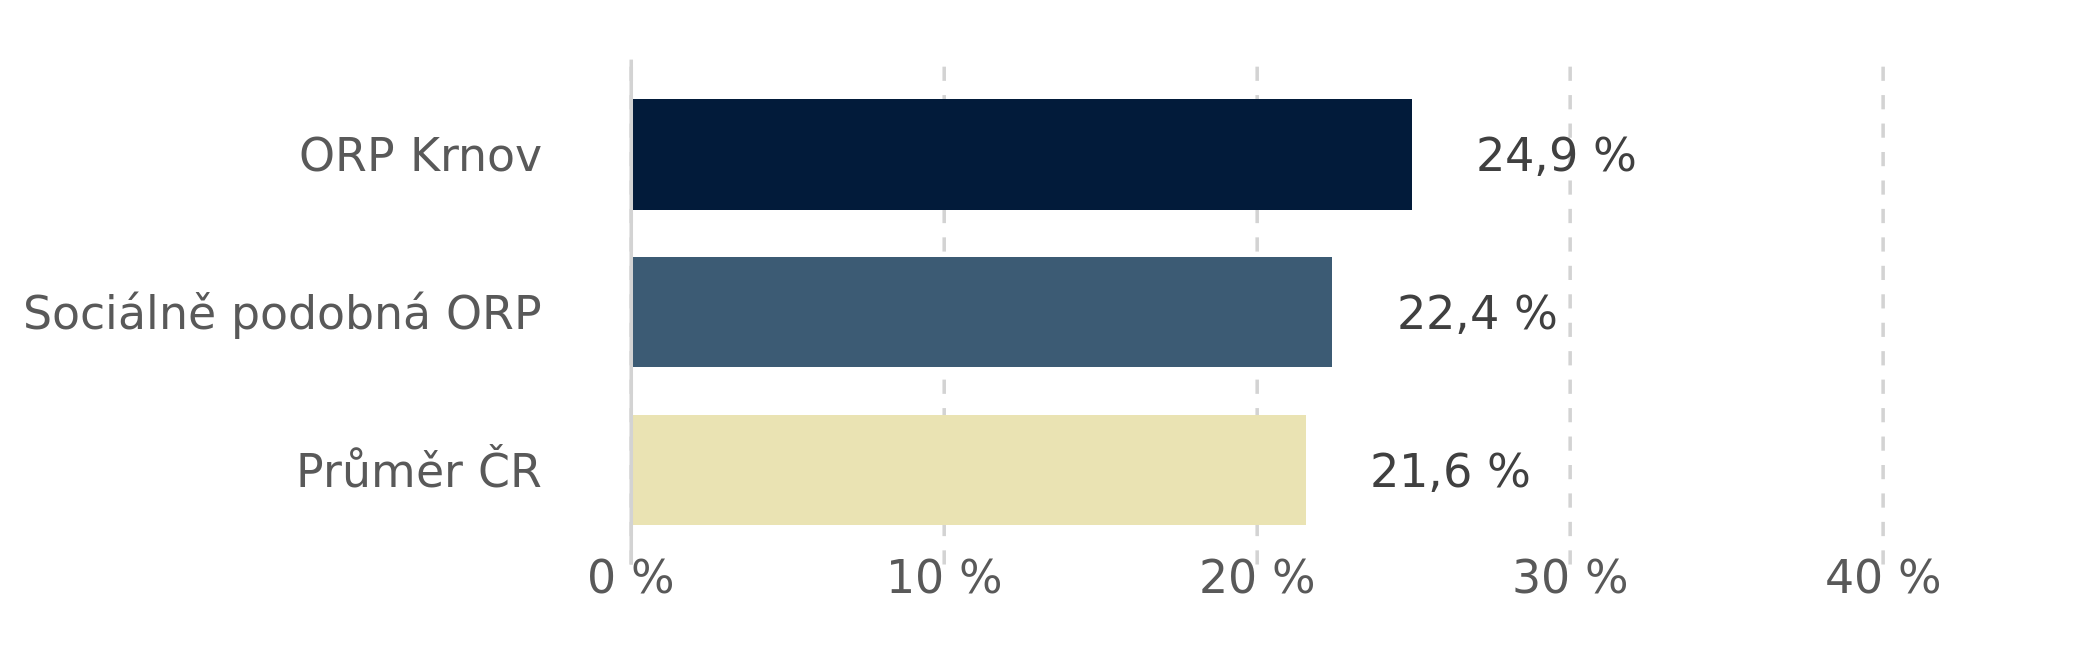 ORP Krnov
24,9 %
Sociálně podobná ORP
22,4 %
Průměr ČR
21,6 %
0 % 10 % 20 % 30 % 40 %